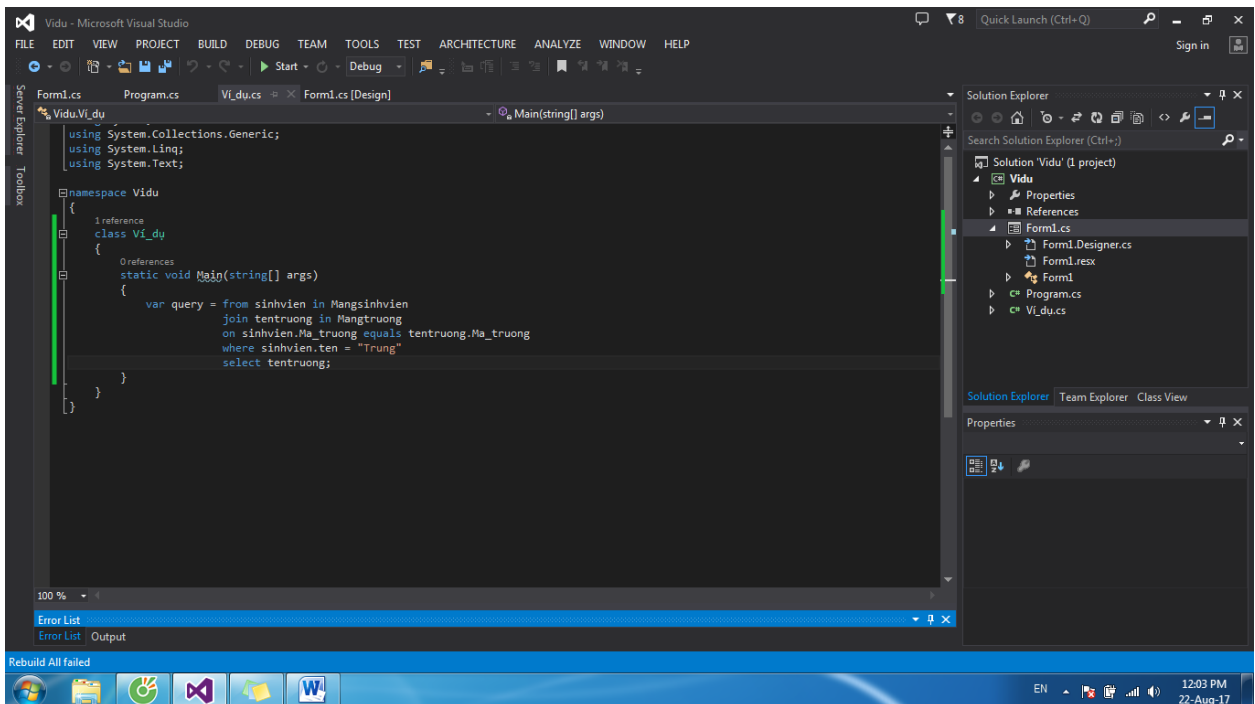 Vidu - Microsoft Visual Studio
8 Quick Launch (Ctrl+Q)
FILE EDIT VIEW PROJECT BUILD DEBUG TEAM TOOLS TEST ARCHITECTURE ANALYZE WINDOW HELP
Sign in
Start Debug
Server Explorer
Toolbox
Form1.cs Program.cs Ví_dụ.cs Form1.cs [Design]
Vidu.Ví_dụ Main(string[] args)
using System.Collections.Generic;
using System.Linq;
using System.Text;
namespace Vidu
{
1 reference
class Ví_dụ
{
0 references
static void Main(string[] args)
{
var query = from sinhvien in Mangsinhvien
join tentruong in Mangtruong
on sinhvien.Ma_truong equals tentruong.Ma_truong
where sinhvien.ten = "Trung"
select tentruong;
}
}
}
100 %
Error List
Error List Output
Rebuild All failed
Solution Explorer
Search Solution Explorer (Ctrl+;)
Solution 'Vidu' (1 project)
C# Vidu
Properties
References
Form1.cs
Form1.Designer.cs
Form1.resx
Form1
C# Program.cs
C# Ví_dụ.cs
Solution Explorer Team Explorer Class View
Properties
W
EN
12:03 PM
22-Aug-17